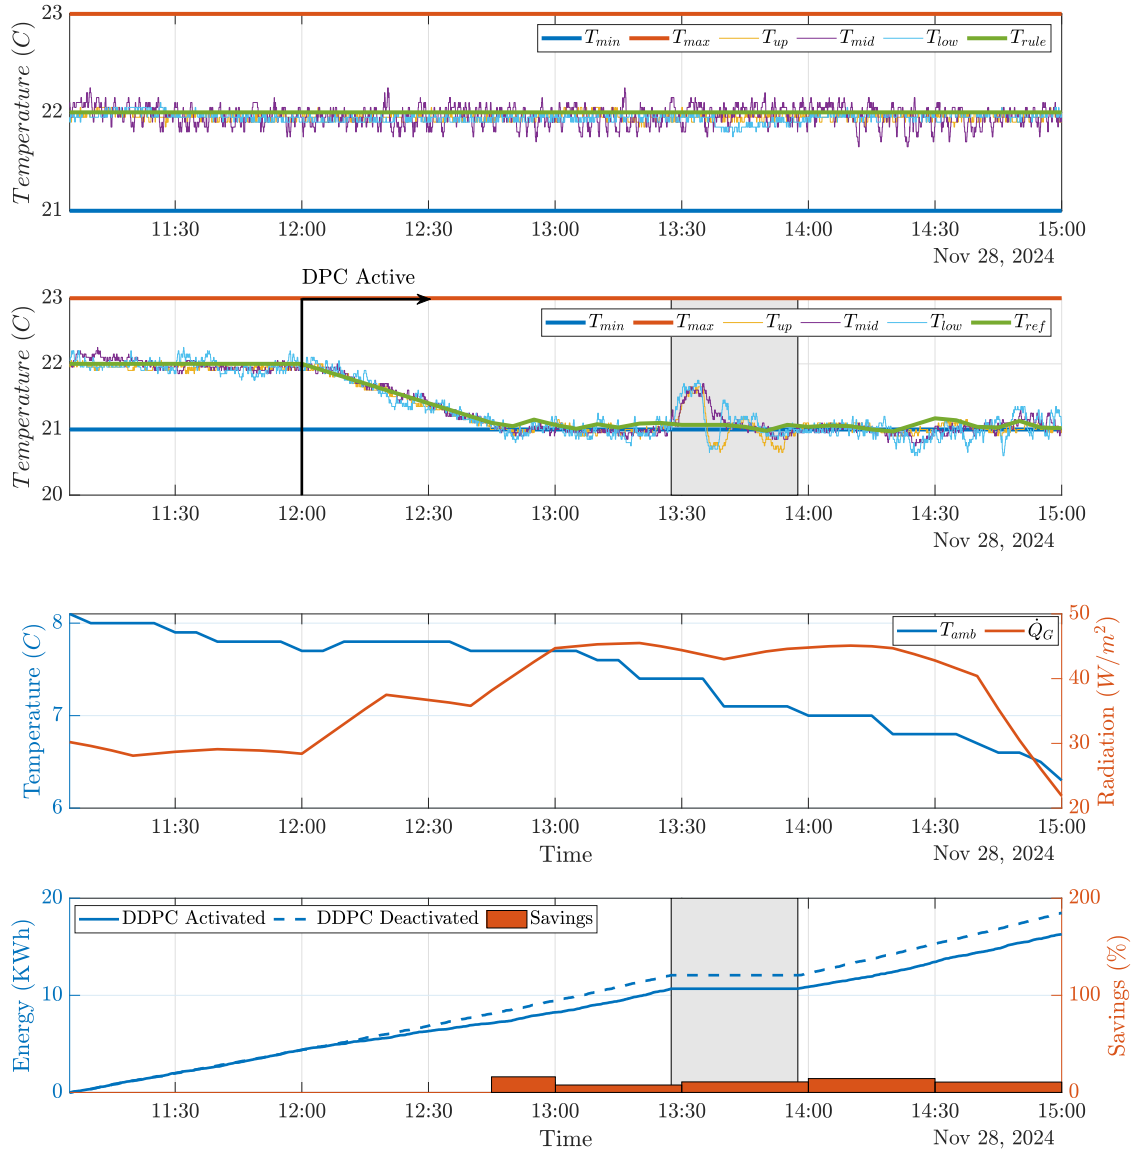 23
22
21
Temperature (C)
T_min T_max T_up T_mid T_low T_rule
11:30 12:00 12:30 13:00 13:30 14:00 14:30 15:00
Nov 28, 2024
DPC Active
23
22
21
20
Temperature (C)
T_min T_max T_up T_mid T_low T_ref
11:30 12:00 12:30 13:00 13:30 14:00 14:30 15:00
Nov 28, 2024
8
7
6
Temperature (C)
T_amb Q̇_G
50
40
30
20
Radiation (W/m²)
11:30 12:00 12:30 13:00 13:30 14:00 14:30 15:00
Time
Nov 28, 2024
20
10
0
Energy (KWh)
DDPC Activated DDPC Deactivated Savings
200
100
0
Savings (%)
11:30 12:00 12:30 13:00 13:30 14:00 14:30 15:00
Time
Nov 28, 2024